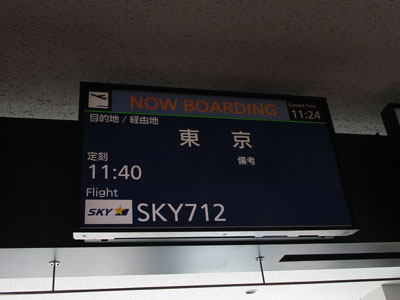 NOW BOARDING
Current Time
11:24
目的地 / 経由地
東 京
定刻
備考
11:40
Flight
SKY SKY712